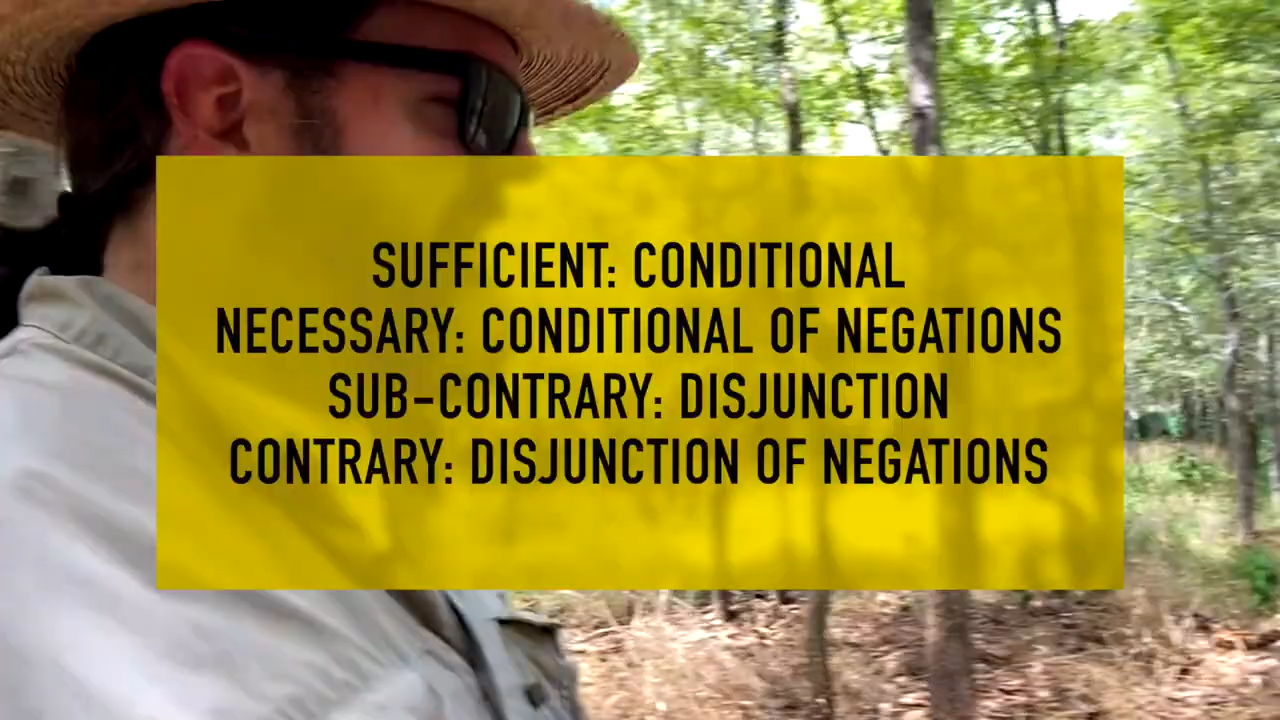 SUFFICIENT: CONDITIONAL
NECESSARY: CONDITIONAL OF NEGATIONS
SUB-CONTRARY: DISJUNCTION
CONTRARY: DISJUNCTION OF NEGATIONS